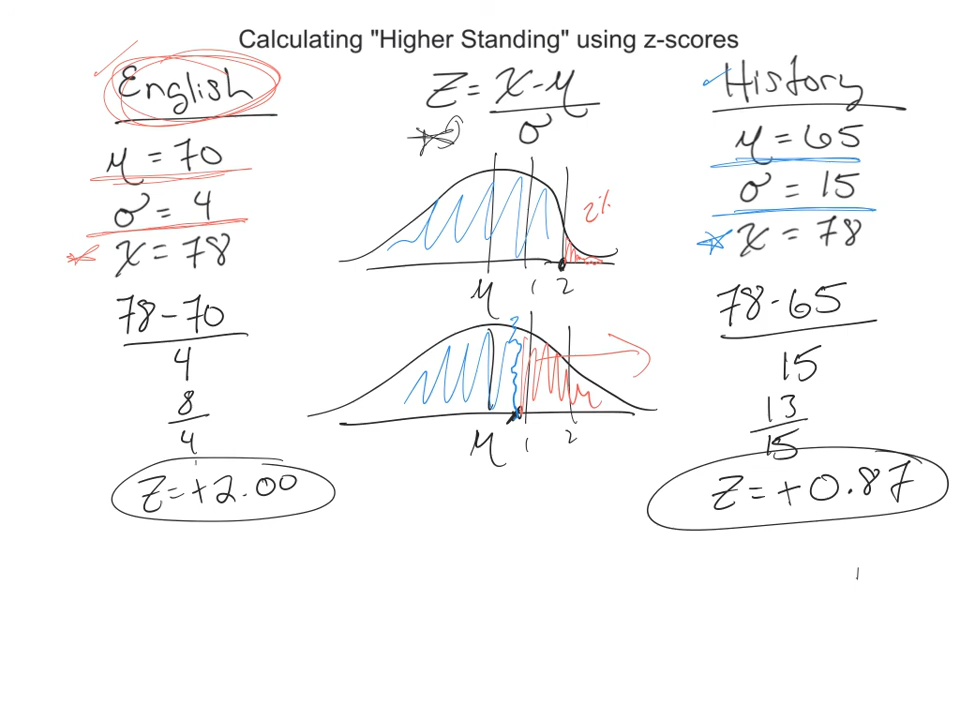 Calculating "Higher Standing" using z-scores
English
μ = 70
σ = 4
x = 78
78 - 70
4
8
4
z = +2.00
z = x - μ
σ
2%
μ 1 2
μ 1 2
History
μ = 65
σ = 15
x = 78
78 - 65
15
13
15
z = +0.87